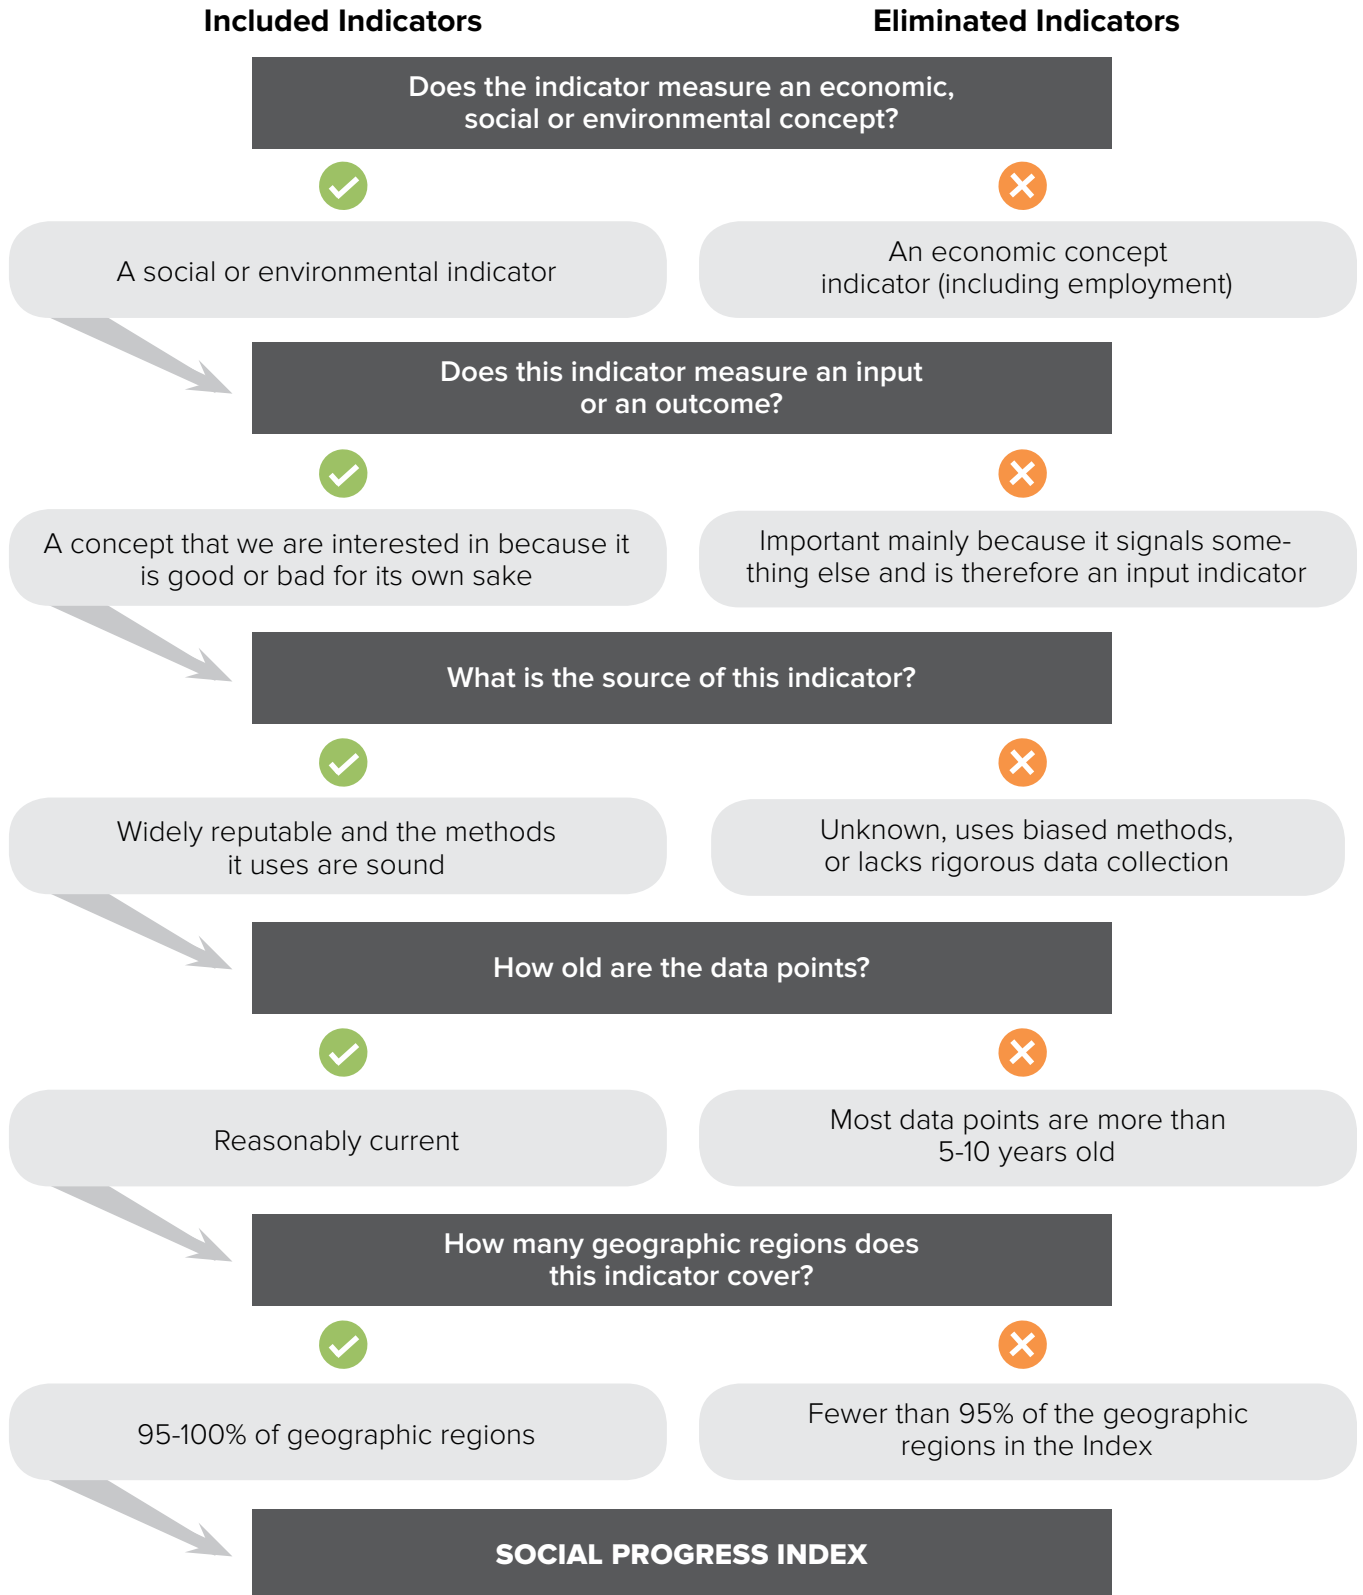 Included Indicators
Eliminated Indicators
Does the indicator measure an economic,
social or environmental concept?
A social or environmental indicator
An economic concept
indicator (including employment)
Does this indicator measure an input
or an outcome?
A concept that we are interested in because it
is good or bad for its own sake
Important mainly because it signals some-
thing else and is therefore an input indicator
What is the source of this indicator?
Widely reputable and the methods
it uses are sound
Unknown, uses biased methods,
or lacks rigorous data collection
How old are the data points?
Reasonably current
Most data points are more than
5-10 years old
How many geographic regions does
this indicator cover?
95-100% of geographic regions
Fewer than 95% of the geographic
regions in the Index
SOCIAL PROGRESS INDEX